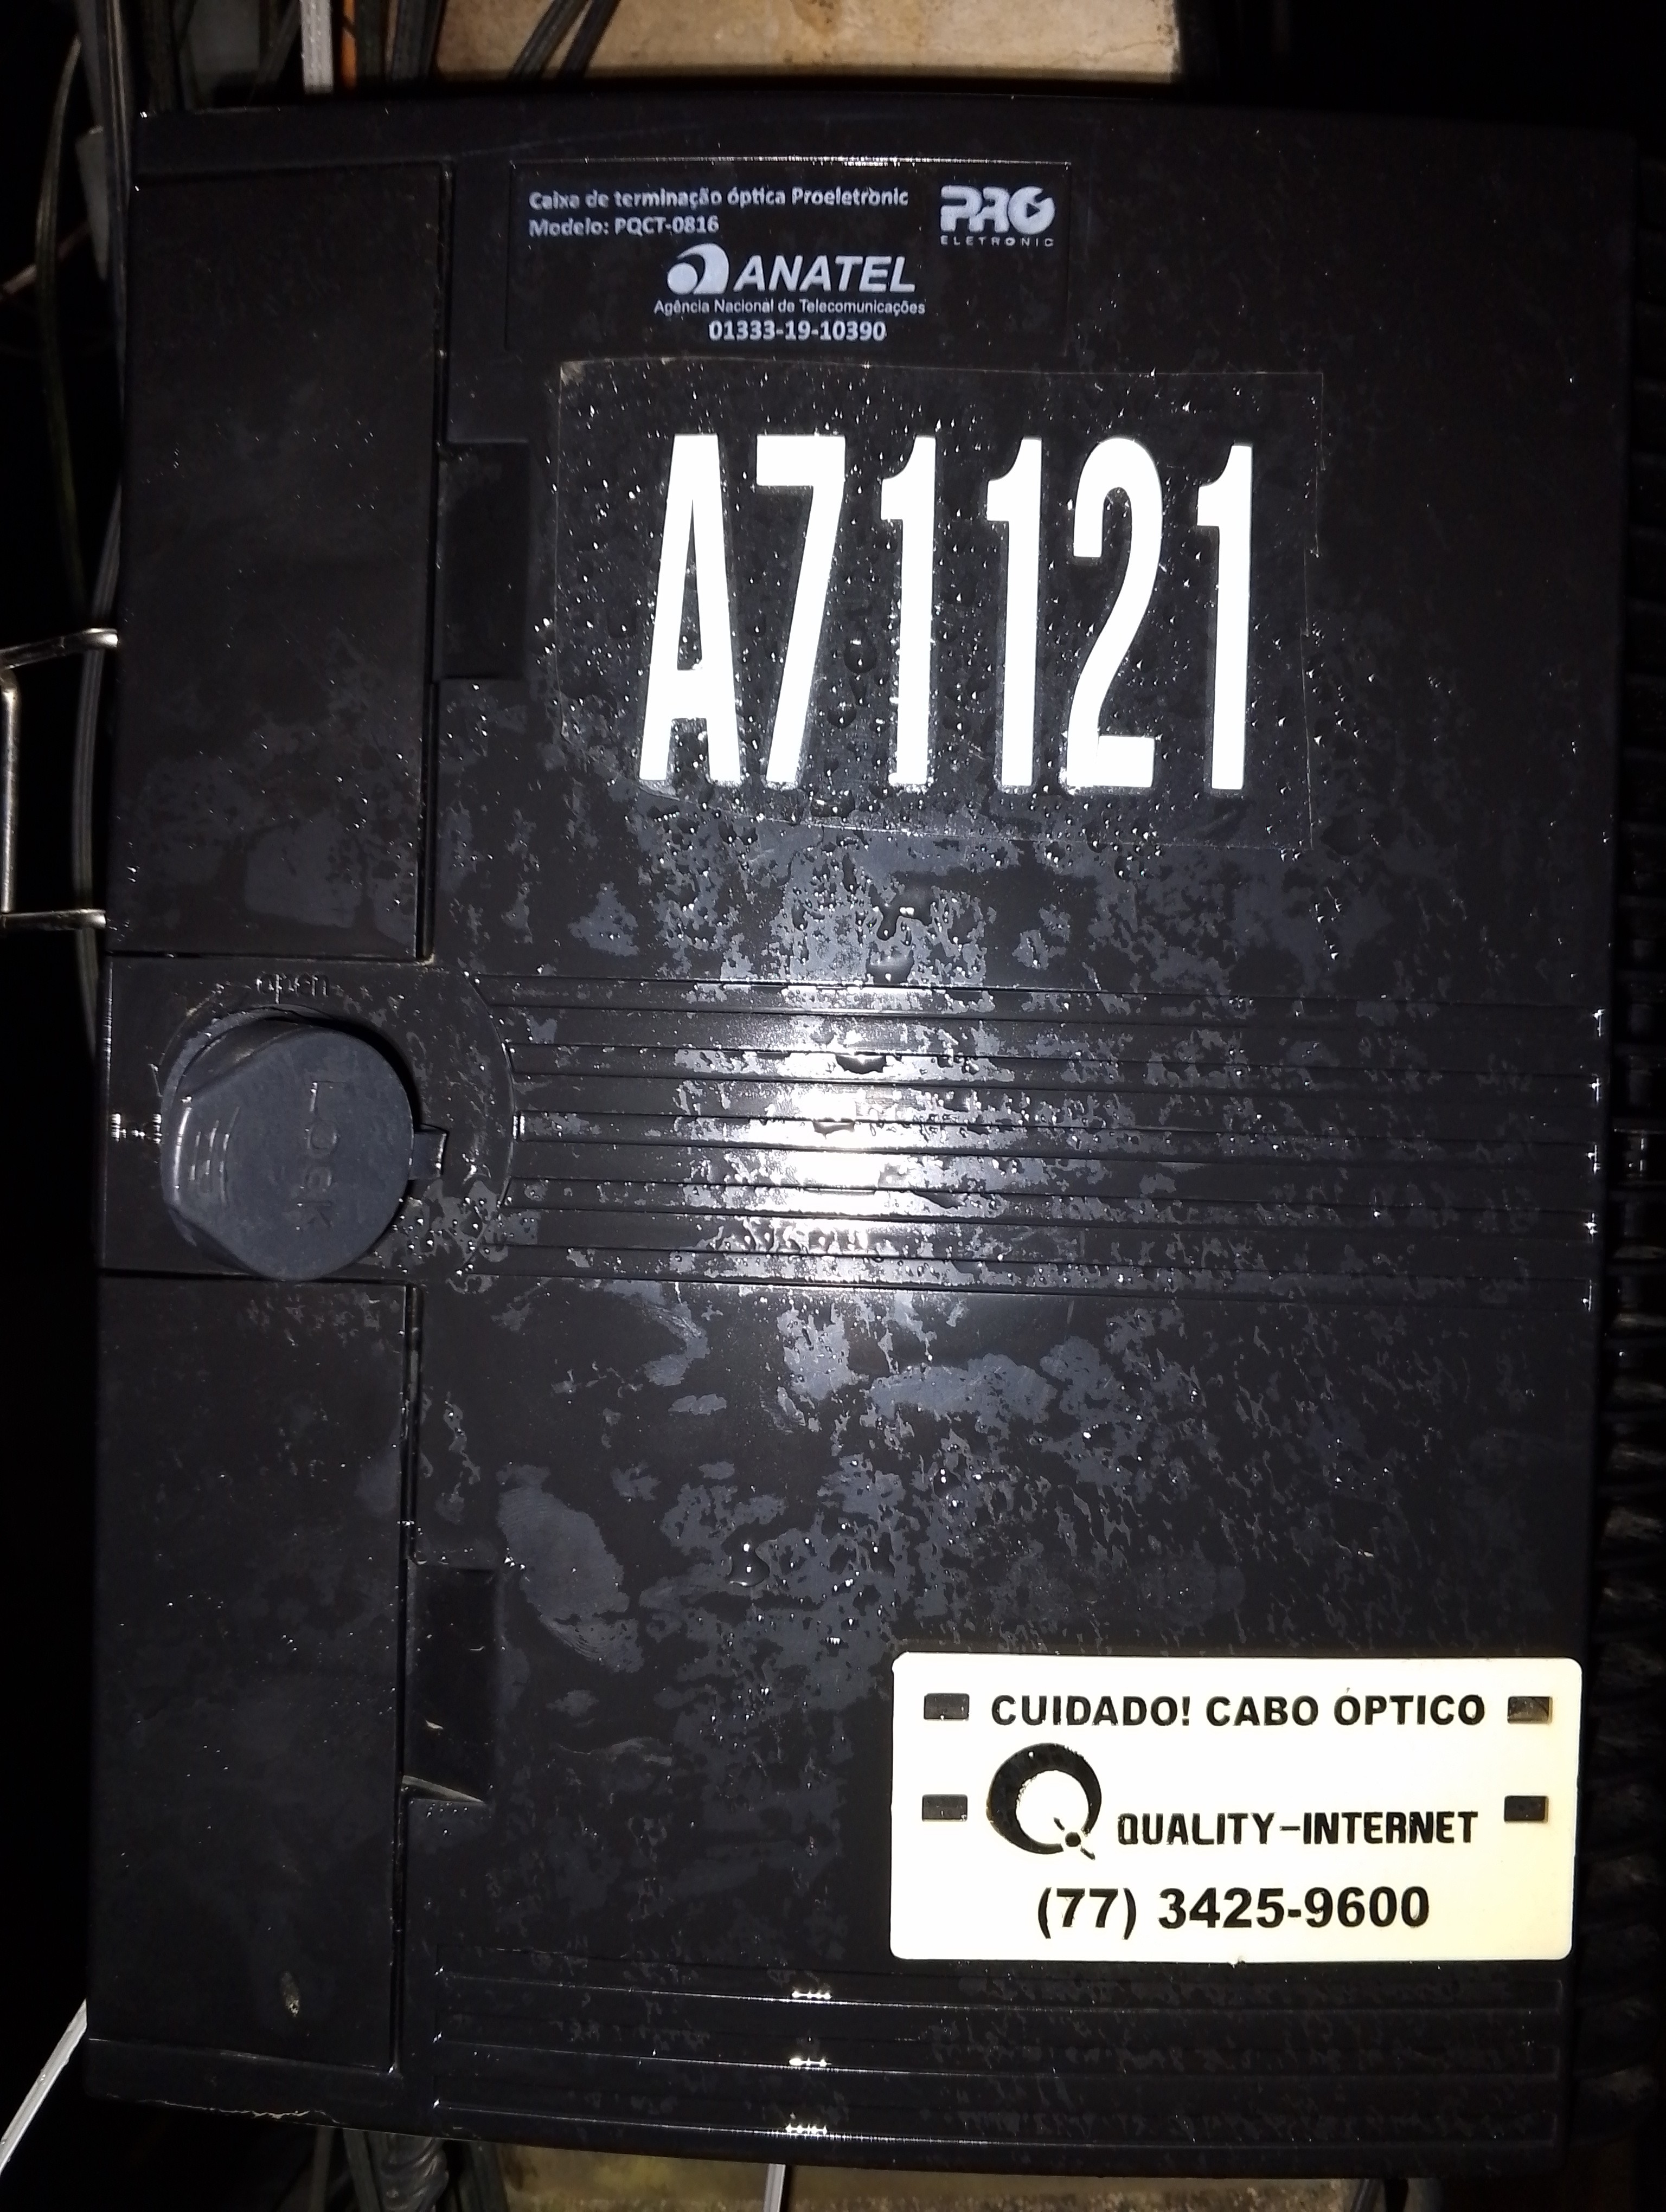 Caixa de terminação óptica Proeletronic
Modelo: PQCT-0816
PRO
ELETRONIC
ANATEL
Agência Nacional de Telecomunicações
01333-19-10390
A71121
LOCK
CUIDADO! CABO ÓPTICO
QUALITY-INTERNET
(77) 3425-9600